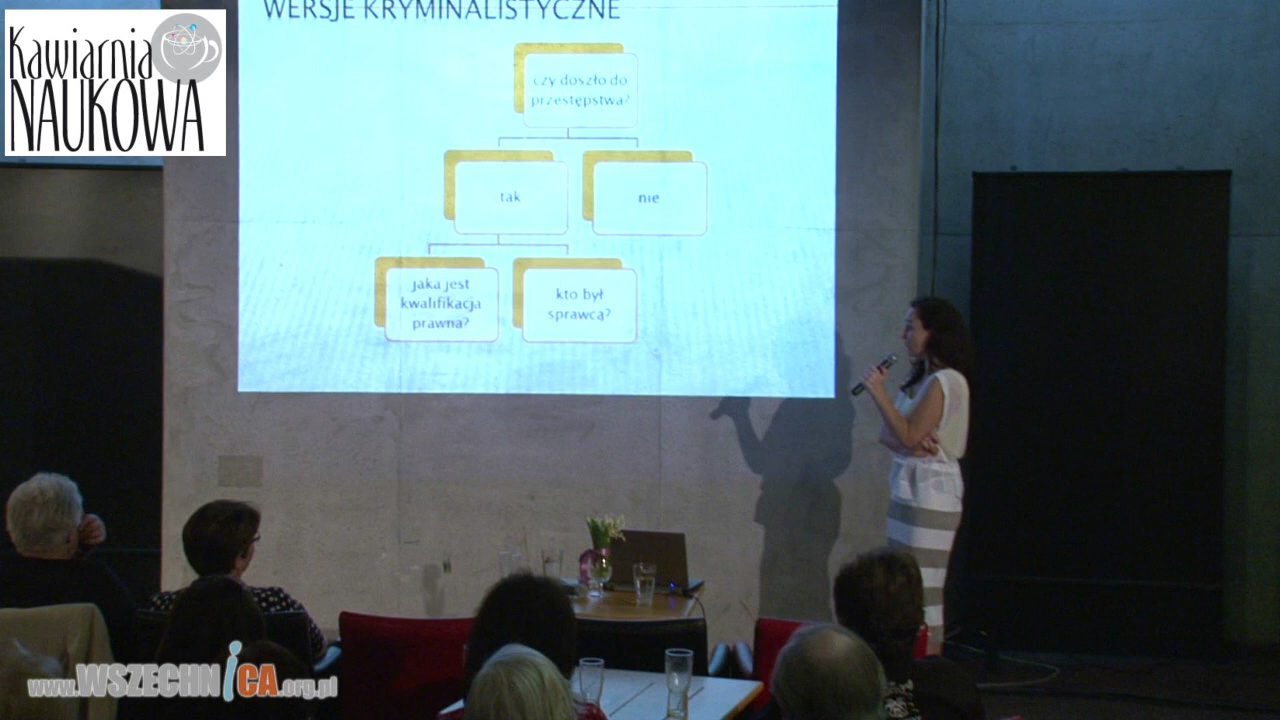 Kawiarnia
NAUKOWA
WERSJE KRYMINALISTYCZNE
czy doszło do
przestępstwa?
tak
nie
jaka jest
kwalifikacja
prawna?
kto był
sprawcą?
www.WSZECHNiCA.org.pl